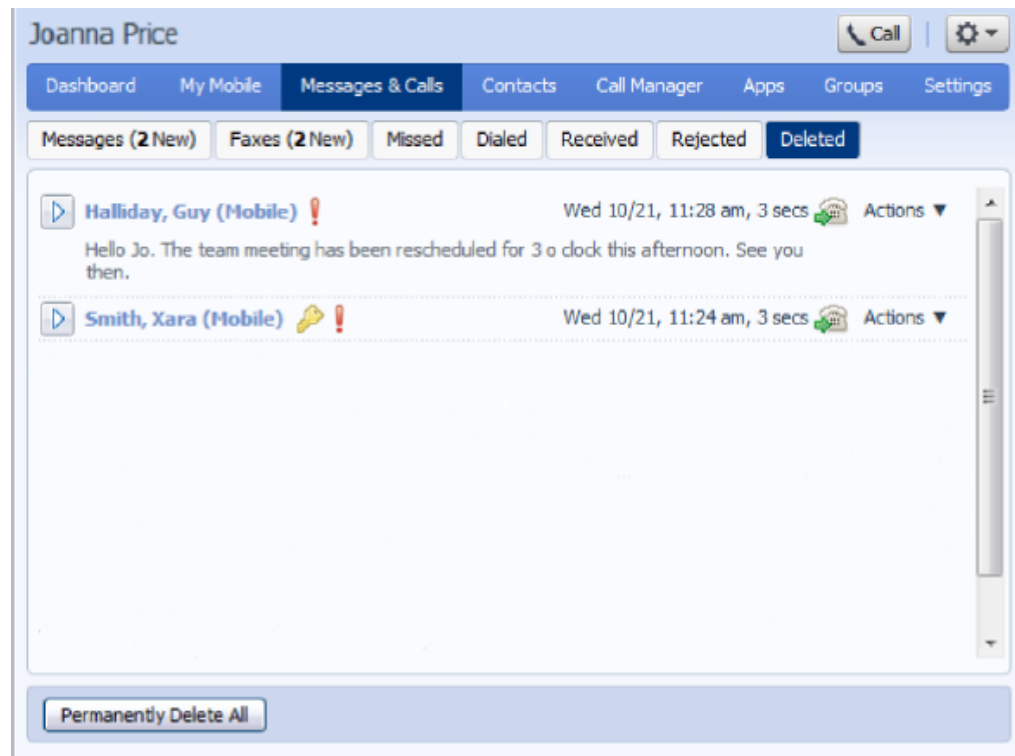 Joanna Price
Call
Dashboard My Mobile Messages & Calls Contacts Call Manager Apps Groups Settings
Messages (2 New) Faxes (2 New) Missed Dialed Received Rejected Deleted
Halliday, Guy (Mobile) Wed 10/21, 11:28 am, 3 secs Actions ▼
Hello Jo. The team meeting has been rescheduled for 3 o clock this afternoon. See you
then.
Smith, Xara (Mobile) Wed 10/21, 11:24 am, 3 secs Actions ▼
Permanently Delete All